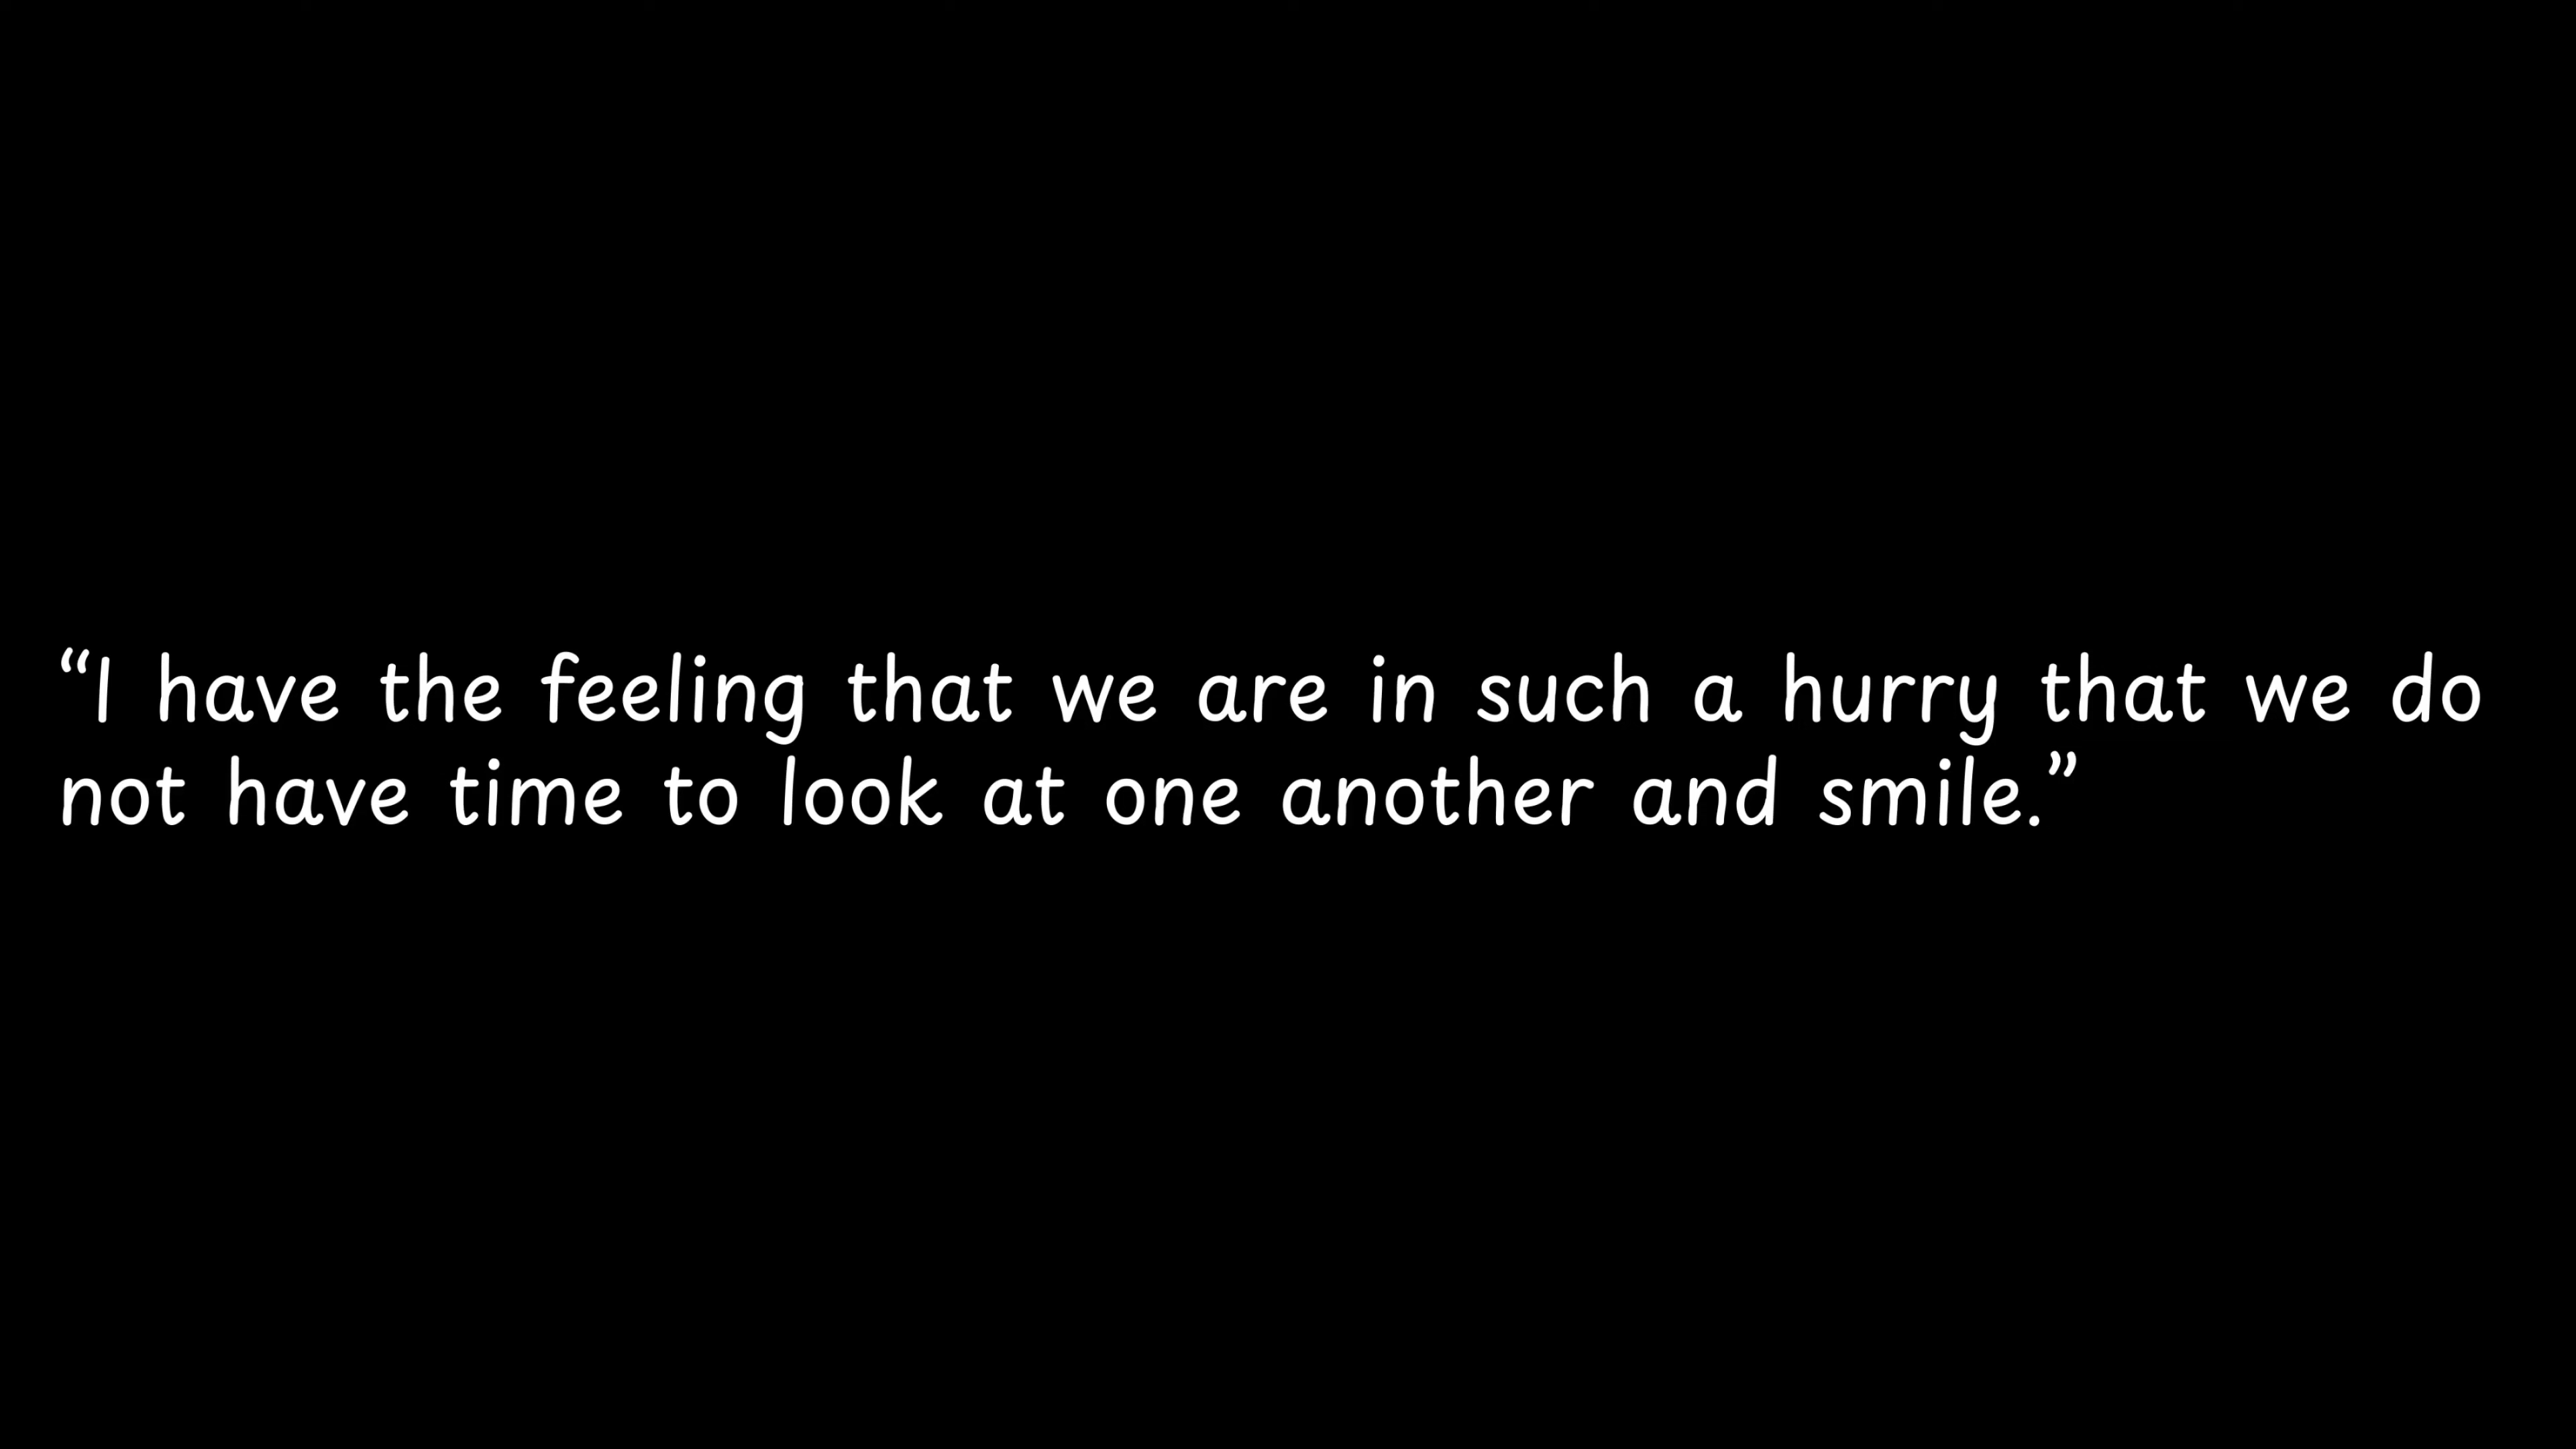 “I have the feeling that we are in such a hurry that we do
not have time to look at one another and smile.”